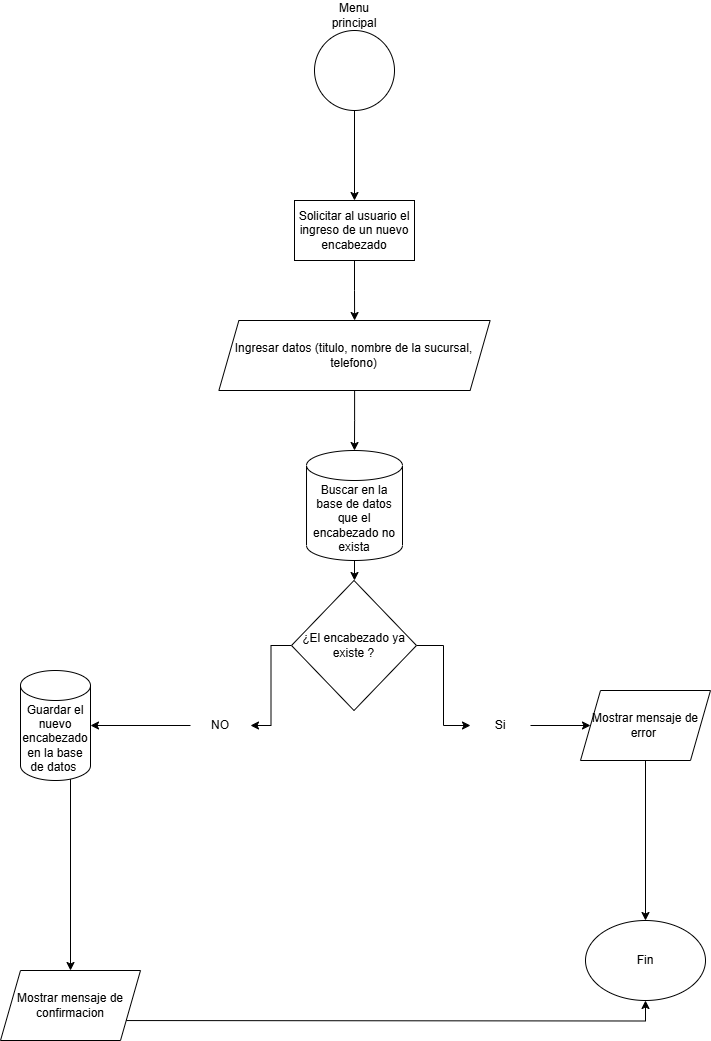 Menu
principal
Solicitar al usuario el
ingreso de un nuevo
encabezado
Ingresar datos (titulo, nombre de la sucursal,
telefono)
Buscar en la
base de datos
que el
encabezado no
exista
¿El encabezado ya
existe ?
NO
Si
Guardar el
nuevo
encabezado
en la base
de datos
Mostrar mensaje de
error
Fin
Mostrar mensaje de
confirmacion